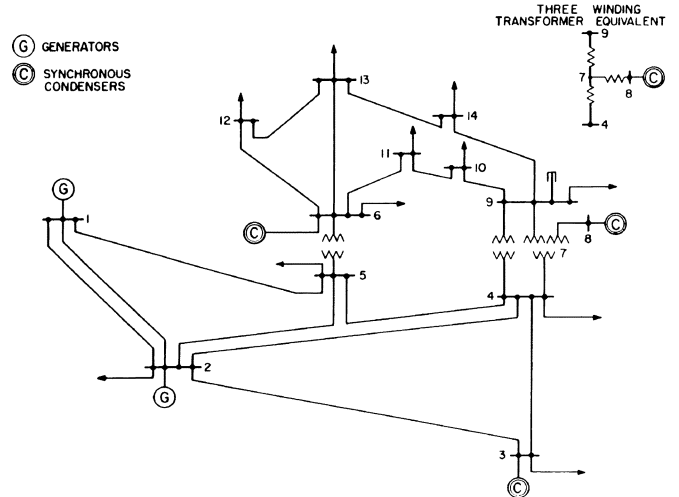 THREE WINDING
TRANSFORMER EQUIVALENT
9
7
C
8
4
G GENERATORS
C SYNCHRONOUS
CONDENSERS
13
14
12
11
10
G
1
C
6
9
C
8
7
5
4
2
G
3
C